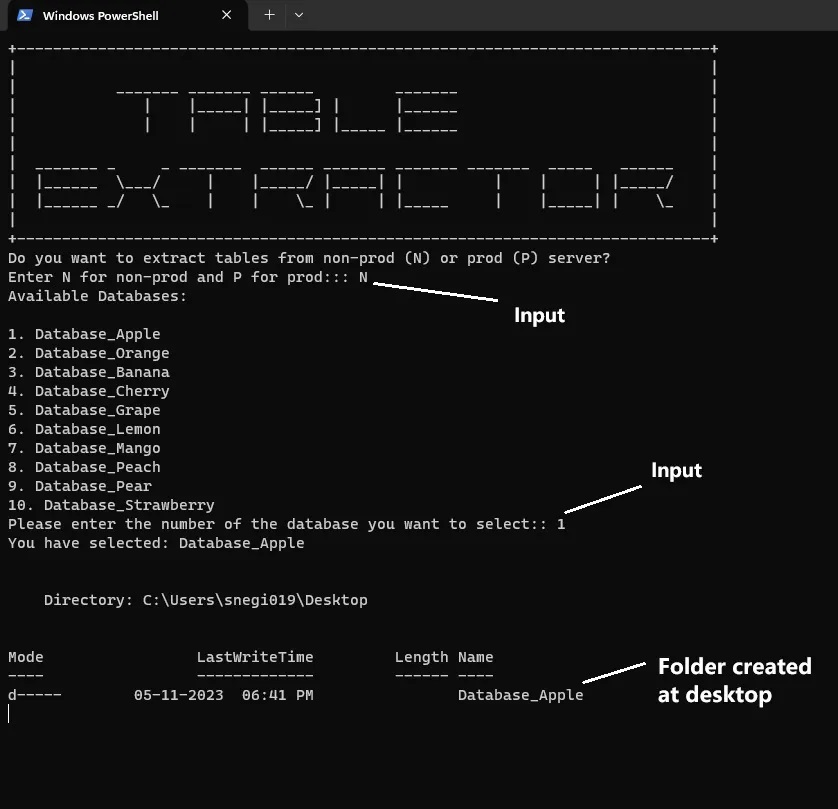 Windows PowerShell
TABLE
EXTRACTOR
Do you want to extract tables from non-prod (N) or prod (P) server?
Enter N for non-prod and P for prod::: N
Input
Available Databases:
1. Database_Apple
2. Database_Orange
3. Database_Banana
4. Database_Cherry
5. Database_Grape
6. Database_Lemon
7. Database_Mango
8. Database_Peach
9. Database_Pear
10. Database_Strawberry
Input
Please enter the number of the database you want to select:: 1
You have selected: Database_Apple
Directory: C:\Users\snegi019\Desktop
Mode LastWriteTime Length Name
---- ------------- ------ ----
d----- 05-11-2023 06:41 PM Database_Apple
Folder created
at desktop